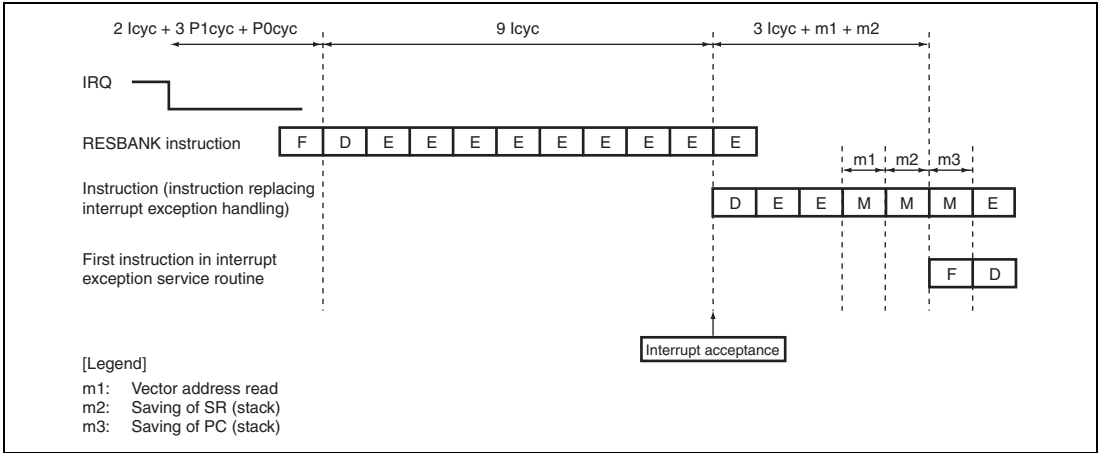 2 Icyc + 3 P1cyc + P0cyc 9 Icyc 3 Icyc + m1 + m2
IRQ
RESBANK instruction F D E E E E E E E E E
m1 m2 m3
Instruction (instruction replacing
interrupt exception handling) D E E M M M E
First instruction in interrupt
exception service routine F D
Interrupt acceptance
[Legend]
m1: Vector address read
m2: Saving of SR (stack)
m3: Saving of PC (stack)